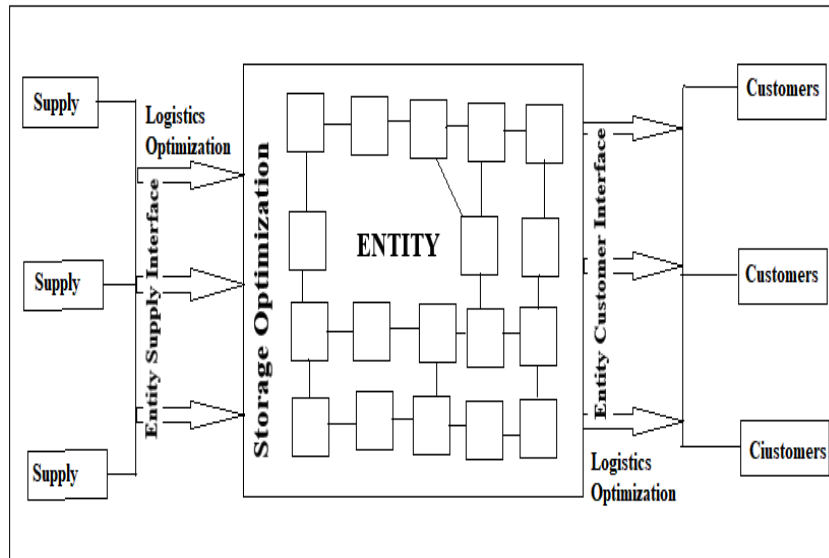 Supply
Logistics
Optimization
Entity Supply Interface
Supply
Supply
Storage Optimization
ENTITY
Entity Customer Interface
Logistics
Optimization
Customers
Customers
Ciustomers